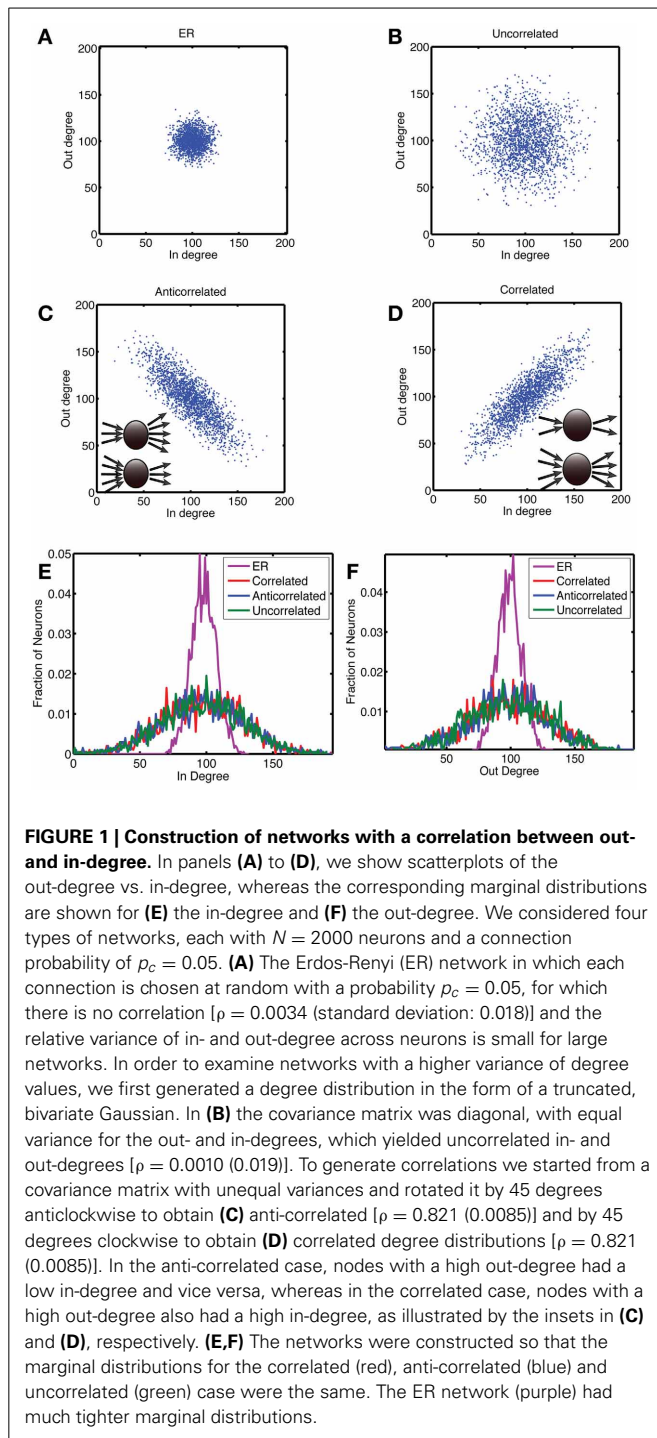 A
ER
200
150
100
50
0
0 50 100 150 200
Out degree
In degree
B
Uncorrelated
200
150
100
50
0
0 50 100 150 200
Out degree
In degree
C
Anticorrelated
200
150
100
50
0
0 50 100 150 200
Out degree
In degree
D
Correlated
200
150
100
50
0
0 50 100 150 200
Out degree
In degree
E
0.05
0.04
0.03
0.02
0.01
0
0 50 100 150
Fraction of Neurons
In Degree
ER
Correlated
Anticorrelated
Uncorrelated
F
0.04
0.03
0.02
0.01
50 100 150
Fraction of Neurons
Out Degree
ER
Correlated
Anticorrelated
Uncorrelated
FIGURE 1 | Construction of networks with a correlation between out-
and in-degree. In panels (A) to (D), we show scatterplots of the
out-degree vs. in-degree, whereas the corresponding marginal distributions
are shown for (E) the in-degree and (F) the out-degree. We considered four
types of networks, each with N = 2000 neurons and a connection
probability of pc = 0.05. (A) The Erdos-Renyi (ER) network in which each
connection is chosen at random with a probability pc = 0.05, for which
there is no correlation [ρ = 0.0034 (standard deviation: 0.018)] and the
relative variance of in- and out-degree across neurons is small for large
networks. In order to examine networks with a higher variance of degree
values, we first generated a degree distribution in the form of a truncated,
bivariate Gaussian. In (B) the covariance matrix was diagonal, with equal
variance for the out- and in-degrees, which yielded uncorrelated in- and
out-degrees [ρ = 0.0010 (0.019)]. To generate correlations we started from a
covariance matrix with unequal variances and rotated it by 45 degrees
anticlockwise to obtain (C) anti-correlated [ρ = 0.821 (0.0085)] and by 45
degrees clockwise to obtain (D) correlated degree distributions [ρ = 0.821
(0.0085)]. In the anti-correlated case, nodes with a high out-degree had a
low in-degree and vice versa, whereas in the correlated case, nodes with a
high out-degree also had a high in-degree, as illustrated by the insets in (C)
and (D), respectively. (E,F) The networks were constructed so that the
marginal distributions for the correlated (red), anti-correlated (blue) and
uncorrelated (green) case were the same. The ER network (purple) had
much tighter marginal distributions.